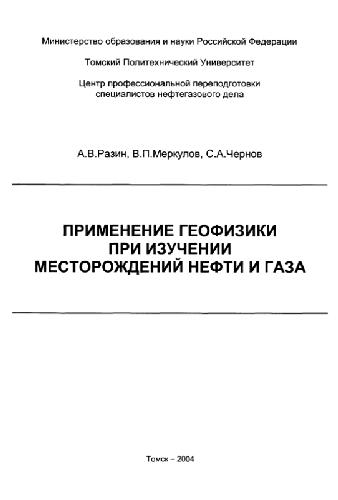 Министерство образования и науки Российской Федерации
Томский Политехнический Университет
Центр профессиональной переподготовки
специалистов нефтегазового дела
А.В.Разин, В.П.Меркулов, С.А.Чернов
ПРИМЕНЕНИЕ ГЕОФИЗИКИ
ПРИ ИЗУЧЕНИИ
МЕСТОРОЖДЕНИЙ НЕФТИ И ГАЗА
Томск – 2004